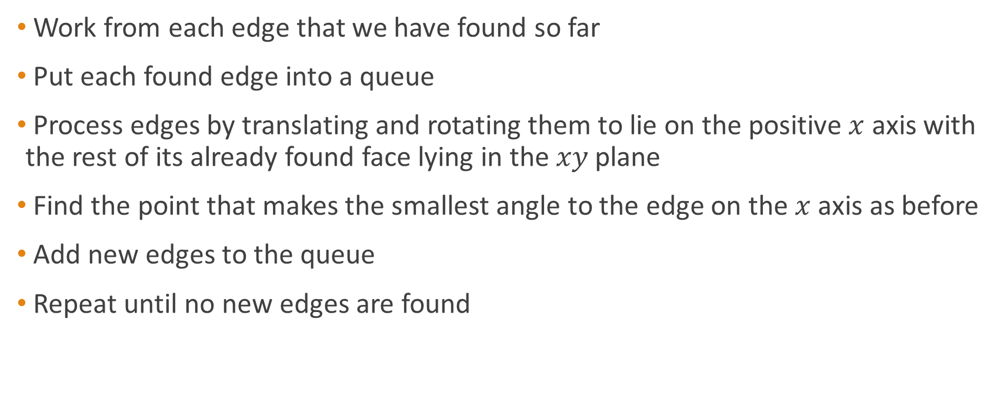 • Work from each edge that we have found so far
• Put each found edge into a queue
• Process edges by translating and rotating them to lie on the positive x axis with
the rest of its already found face lying in the xy plane
• Find the point that makes the smallest angle to the edge on the x axis as before
• Add new edges to the queue
• Repeat until no new edges are found